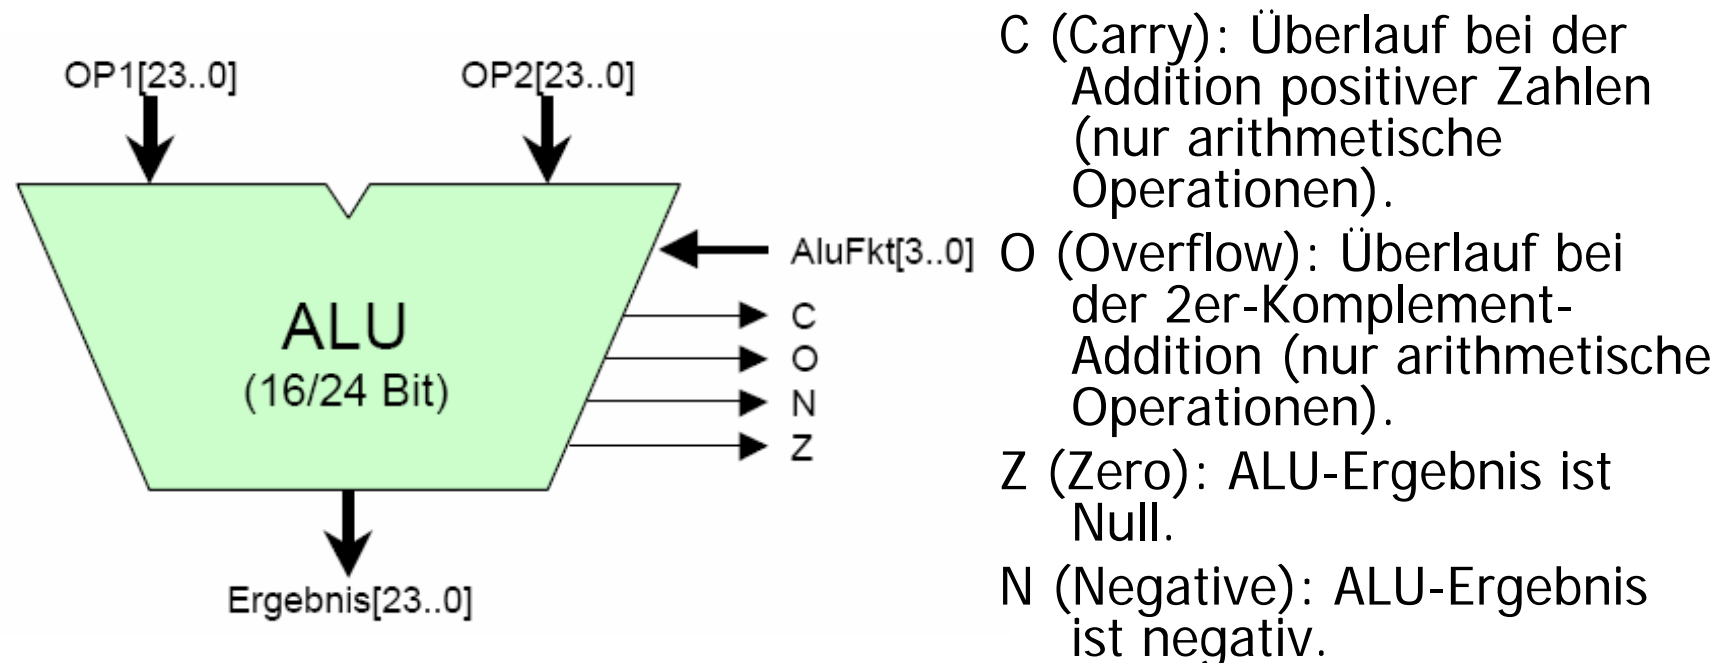 OP1[23..0]
OP2[23..0]
AluFkt[3..0]
ALU
(16/24 Bit)
C
O
N
Z
Ergebnis[23..0]
C (Carry): Überlauf bei der
Addition positiver Zahlen
(nur arithmetische
Operationen).
O (Overflow): Überlauf bei
der 2er-Komplement-
Addition (nur arithmetische
Operationen).
Z (Zero): ALU-Ergebnis ist
Null.
N (Negative): ALU-Ergebnis
ist negativ.